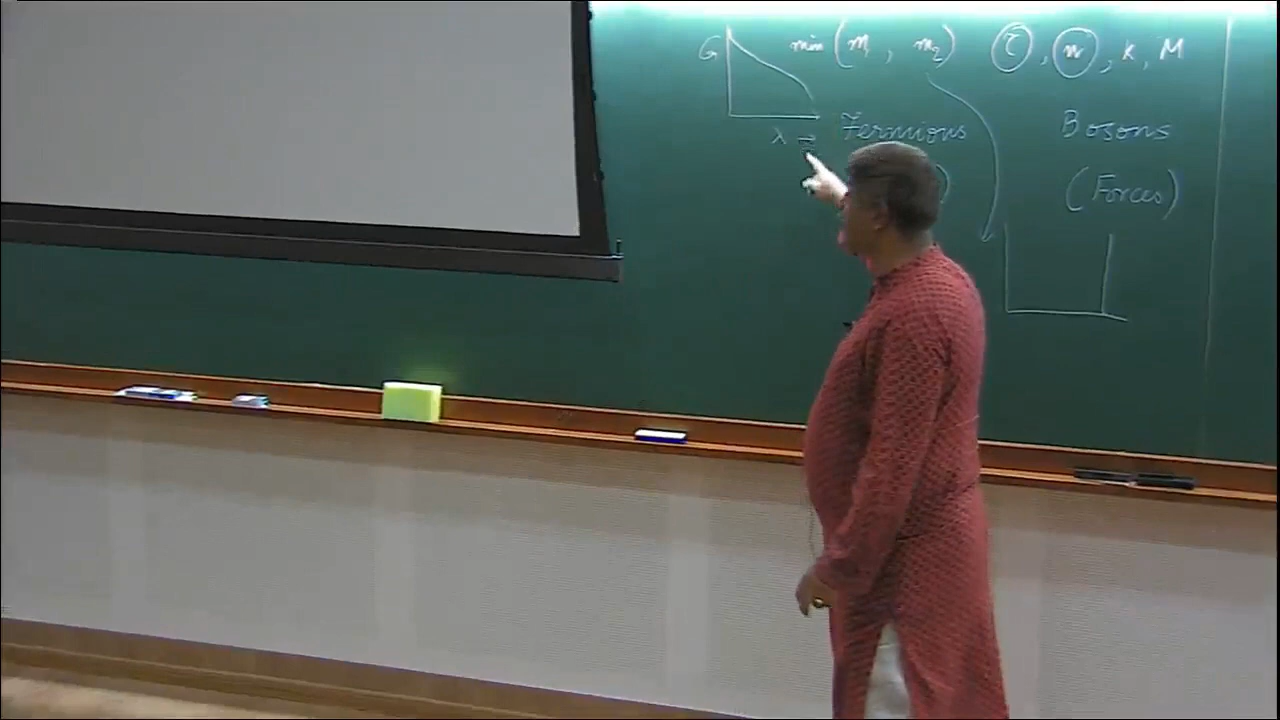 G min (m, m₂) τ, n, K, M
λ → Fermions Bosons
(Forces)